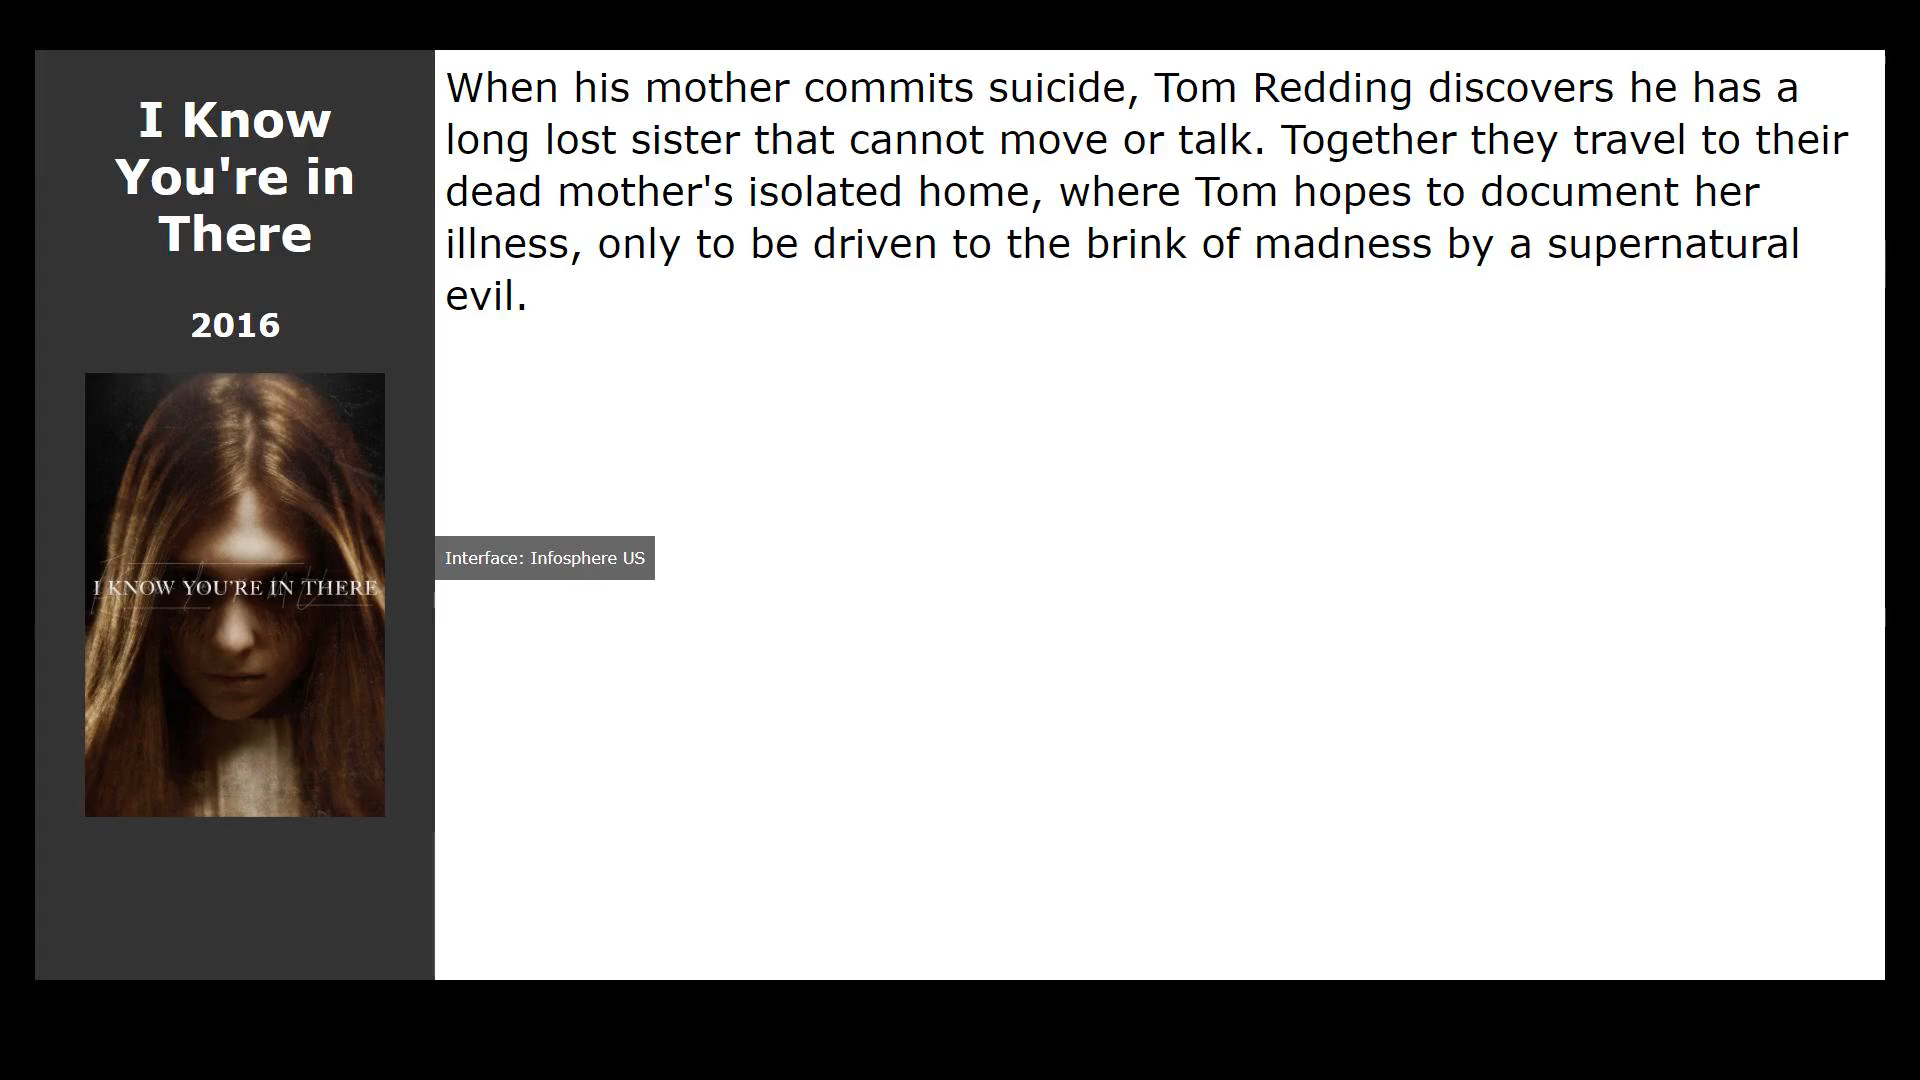 I Know
You're in
There
2016
I KNOW YOU'RE IN THERE
When his mother commits suicide, Tom Redding discovers he has a
long lost sister that cannot move or talk. Together they travel to their
dead mother's isolated home, where Tom hopes to document her
illness, only to be driven to the brink of madness by a supernatural
evil.
Interface: Infosphere US